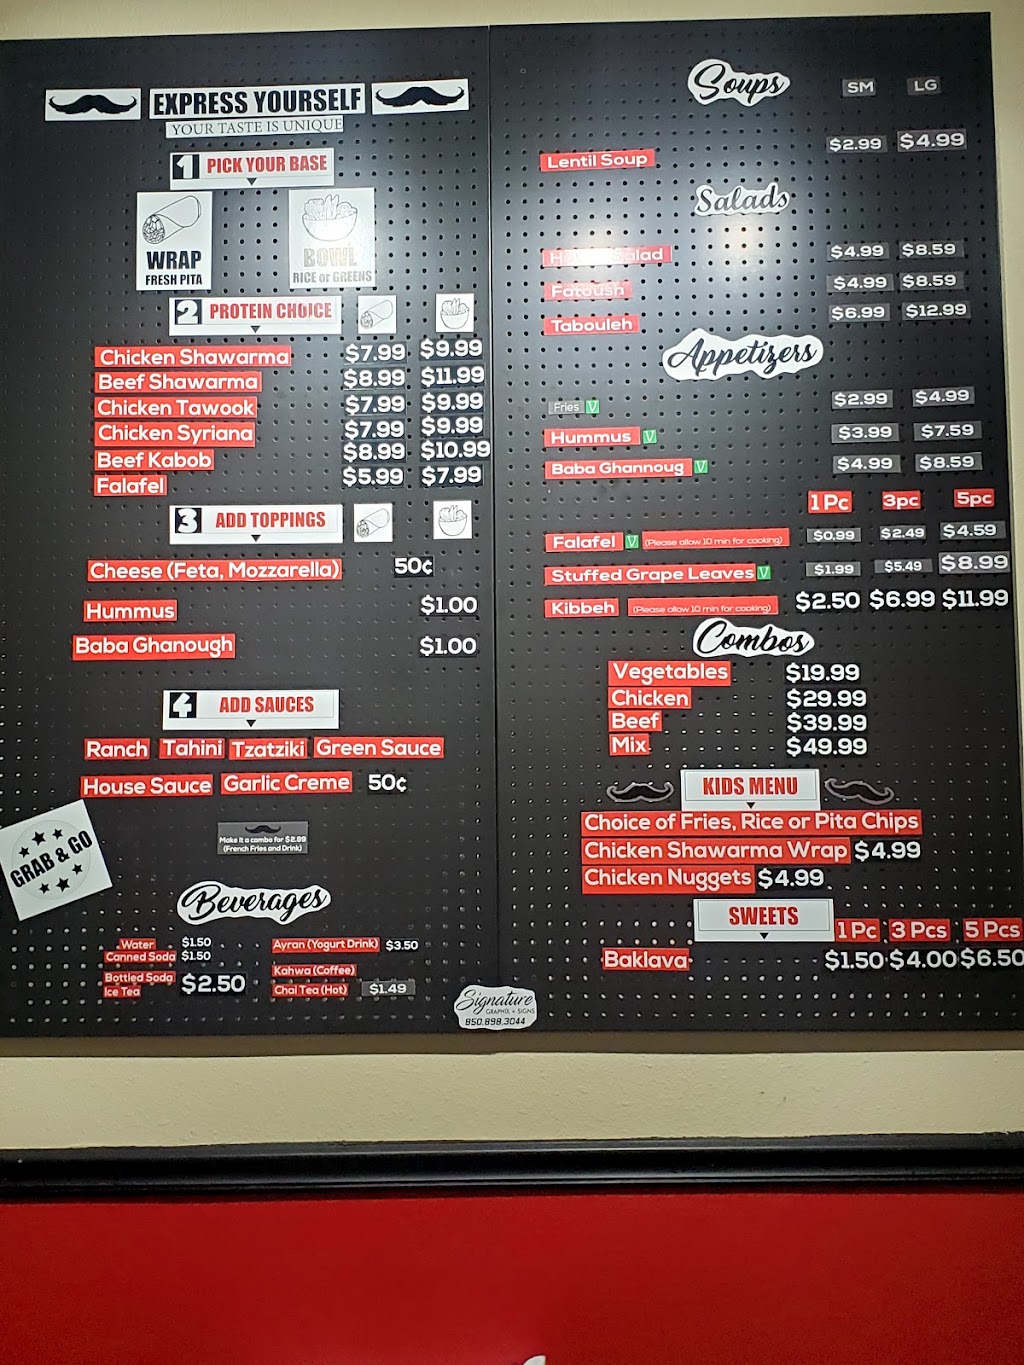 EXPRESS YOURSELF
YOUR TASTE IS UNIQUE
1 PICK YOUR BASE
WRAP
FRESH PITA
BOWL
RICE or GREENS
2 PROTEIN CHOICE
Chicken Shawarma $7.99 $9.99
Beef Shawarma $8.99 $11.99
Chicken Tawook $7.99 $9.99
Chicken Syriana $7.99 $9.99
Beef Kabob $8.99 $10.99
Falafel $5.99 $7.99
3 ADD TOPPINGS
Cheese (Feta, Mozzarella) 50¢
Hummus $1.00
Baba Ghanough $1.00
4 ADD SAUCES
Ranch Tahini Tzatziki Green Sauce
House Sauce Garlic Creme 50¢
GRAB & GO
Make it a combo for $2.99
(French Fries and Drink)
Beverages
Water $1.50
Canned Soda $1.50
Bottled Soda
Ice Tea
$2.50
Ayran (Yogurt Drink) $3.50
Kahwa (Coffee)
Chai Tea (Hot) $1.49
Signature
GRAPHIX + SIGNS
850.898.3044
Soups SM LG
Lentil Soup $2.99 $4.99
Salads
Salad $4.99 $8.59
Fatoush $4.99 $8.59
Tabouleh $6.99 $12.99
Appetizers
Fries V $2.99 $4.99
Hummus V $3.99 $7.59
Baba Ghannoug V $4.99 $8.59
1 Pc 3pc 5pc
Falafel V (Please allow 10 min for cooking) $0.99 $2.49 $4.59
Stuffed Grape Leaves V $1.99 $5.49 $8.99
Kibbeh (Please allow 10 min for cooking) $2.50 $6.99 $11.99
Combos
Vegetables $19.99
Chicken $29.99
Beef $39.99
Mix $49.99
KIDS MENU
Choice of Fries, Rice or Pita Chips
Chicken Shawarma Wrap $4.99
Chicken Nuggets $4.99
SWEETS 1 Pc 3 Pcs 5 Pcs
Baklava $1.50 $4.00 $6.50